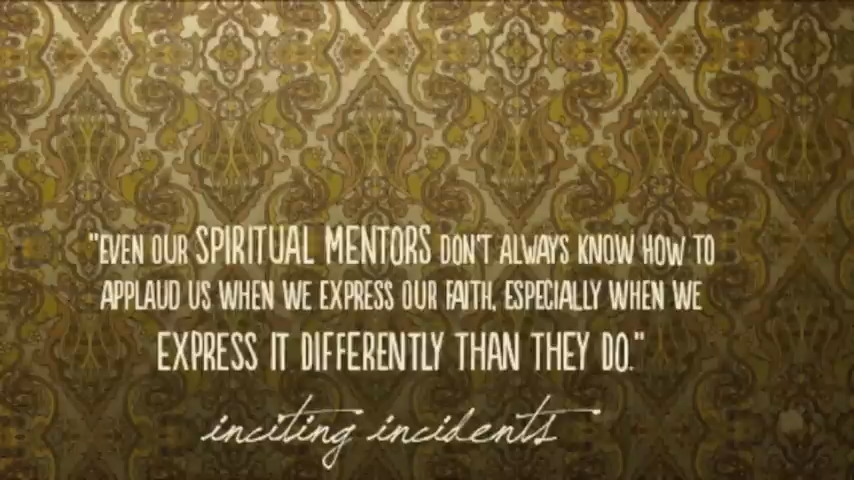 "EVEN OUR SPIRITUAL MENTORS DON'T ALWAYS KNOW HOW TO
APPLAUD US WHEN WE EXPRESS OUR FAITH, ESPECIALLY WHEN WE
EXPRESS IT DIFFERENTLY THAN THEY DO."
inciting incidents